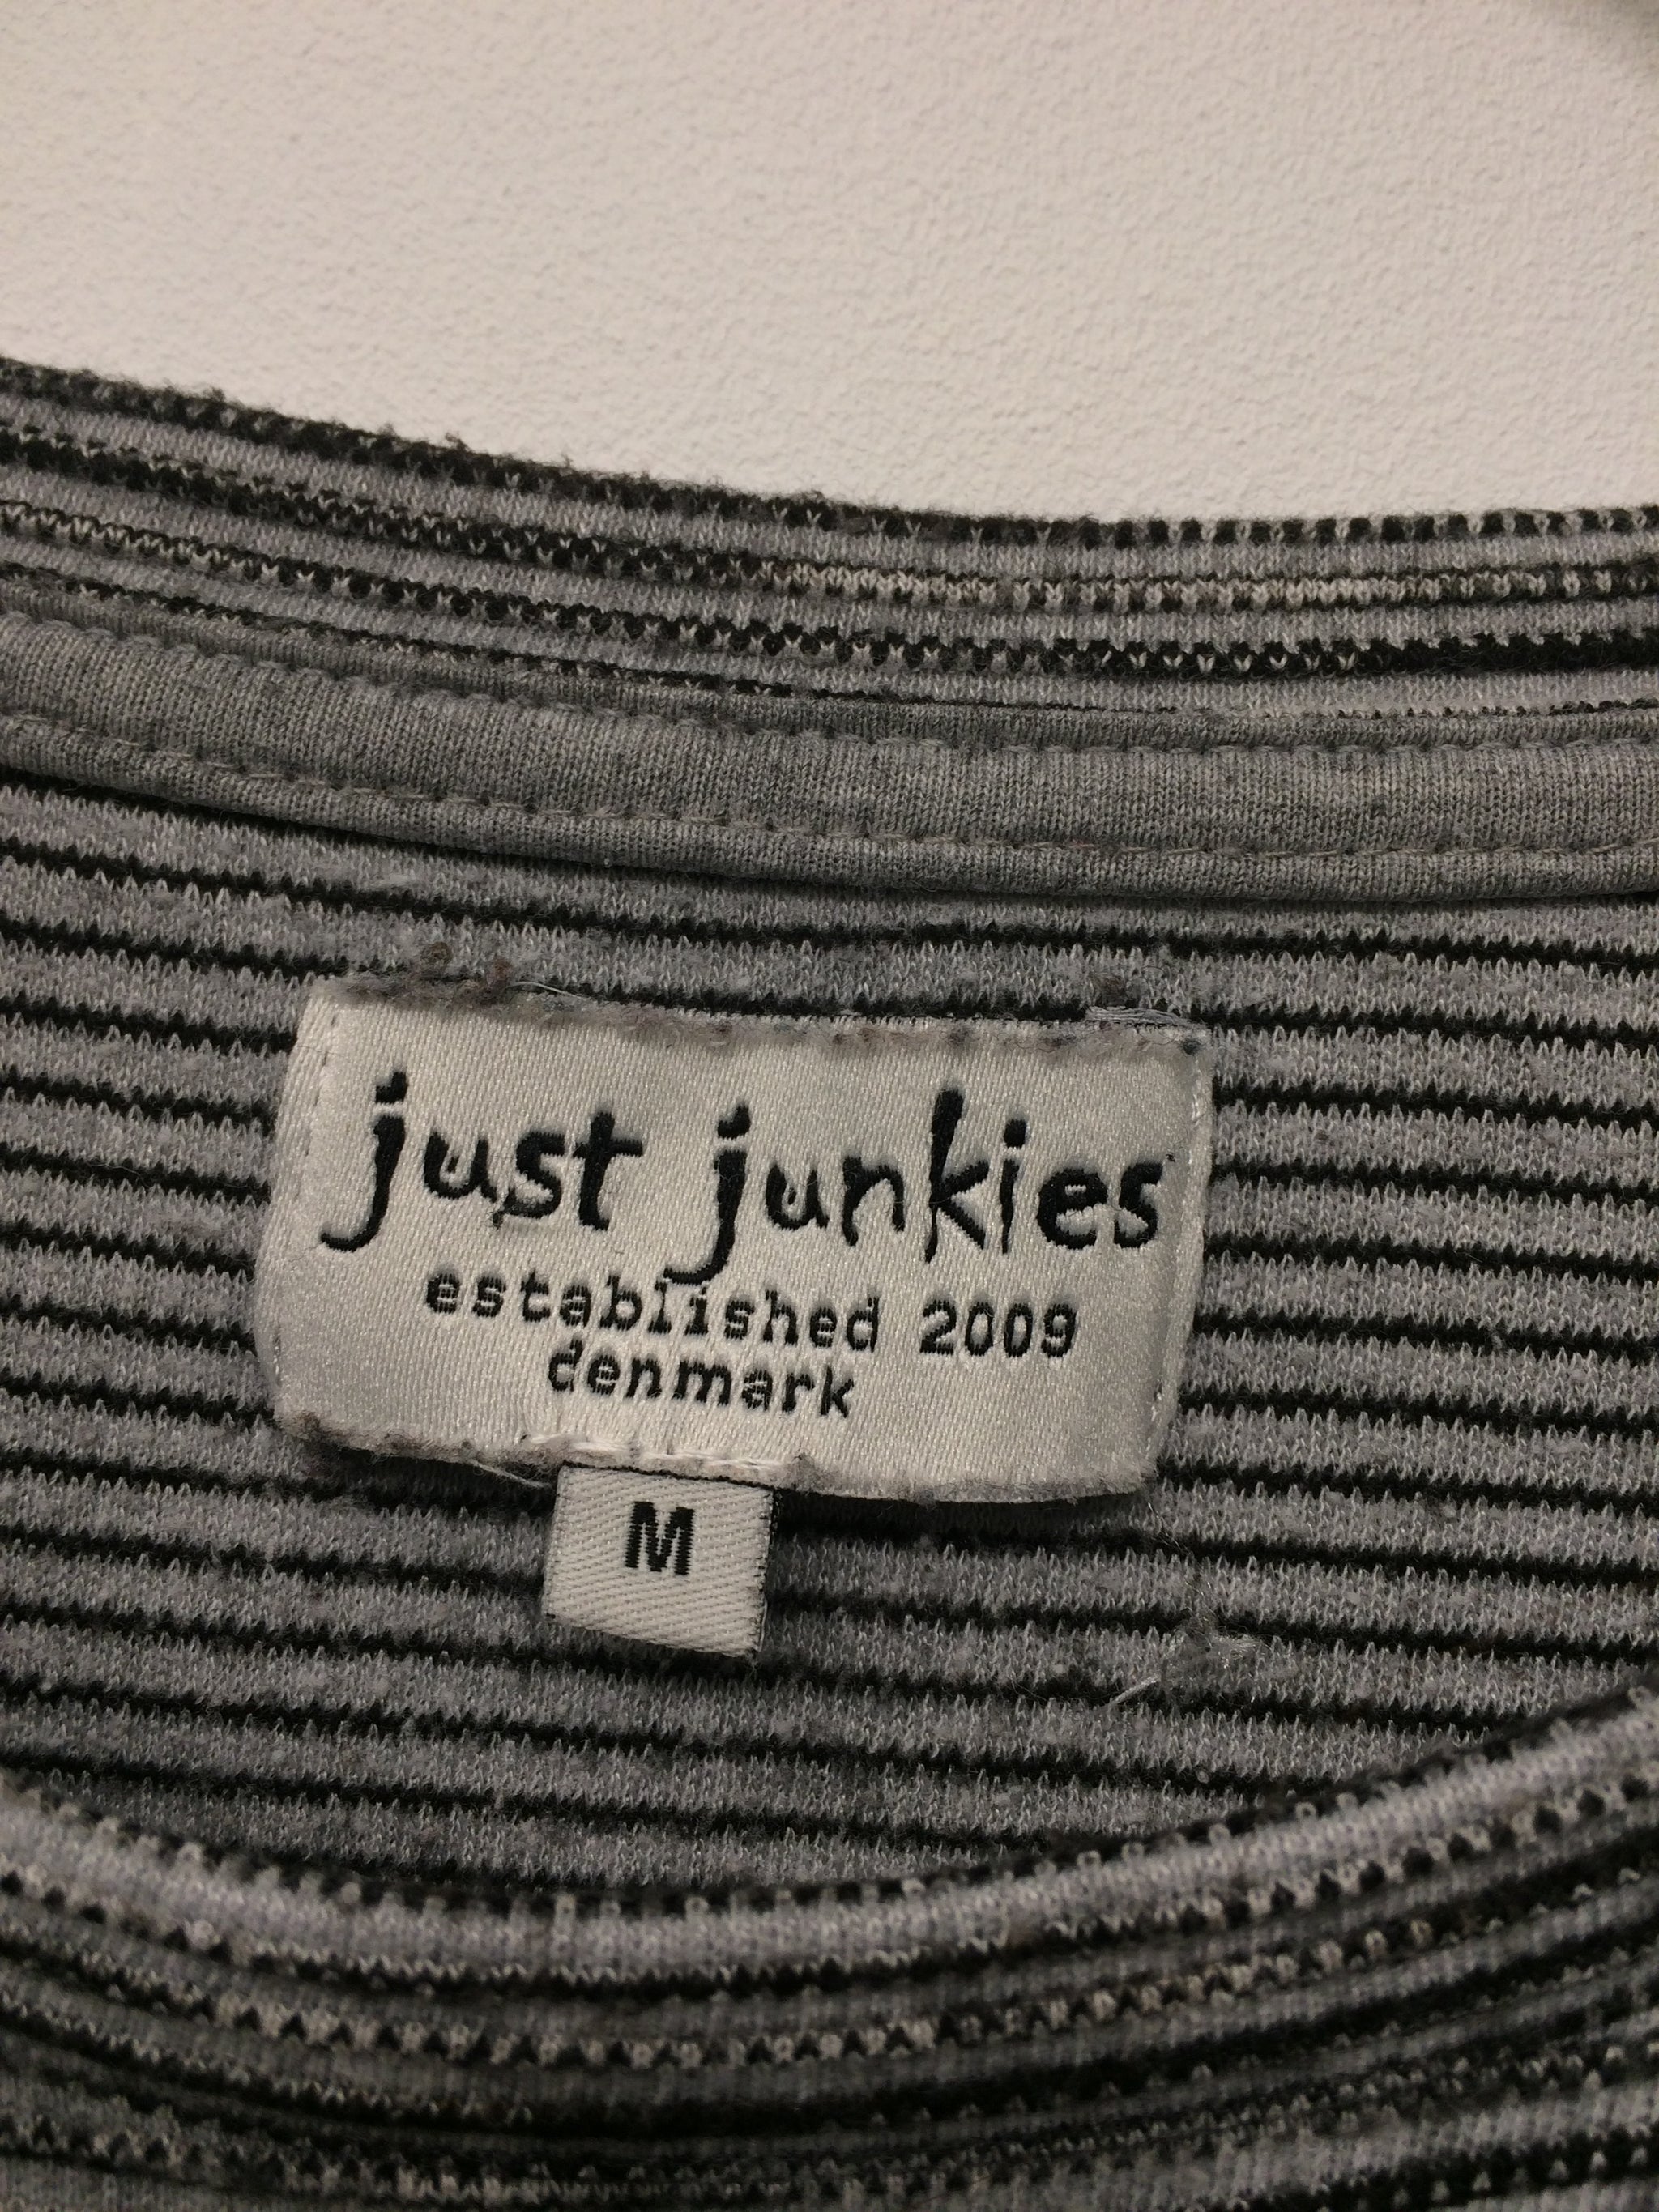 just junkies
established 2009
denmark
M